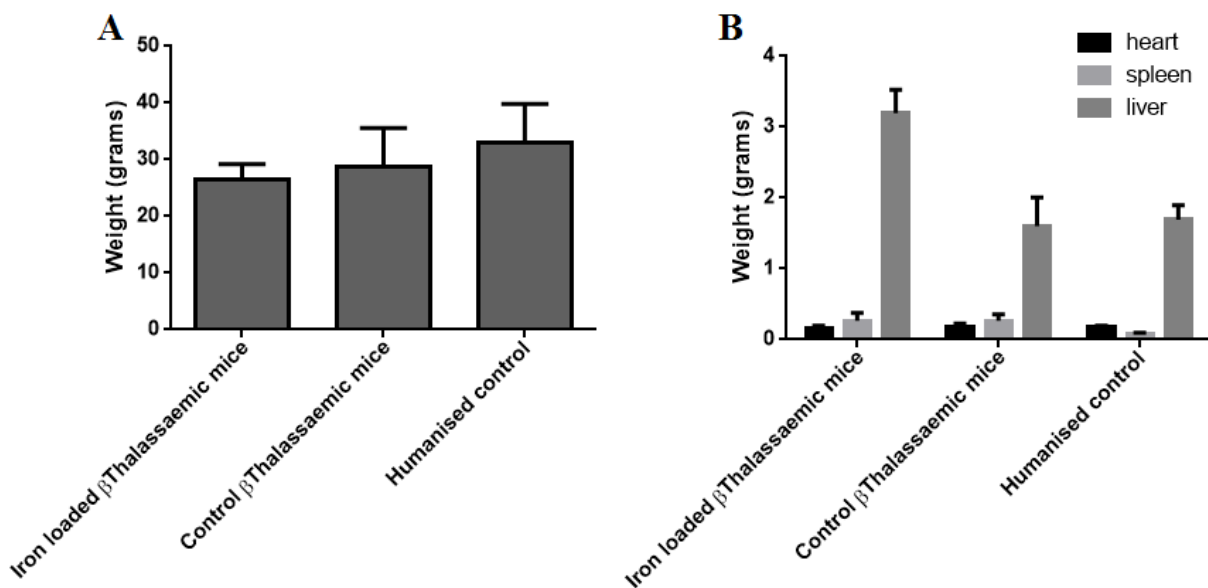 A
50
40
30
20
10
0
Weight (grams)
Iron loaded βThalassaemic mice
Control βThalassaemic mice
Humanised control
B
4
3
2
1
0
Weight (grams)
heart
spleen
liver
Iron loaded βThalassaemic mice
Control βThalassaemic mice
Humanised control